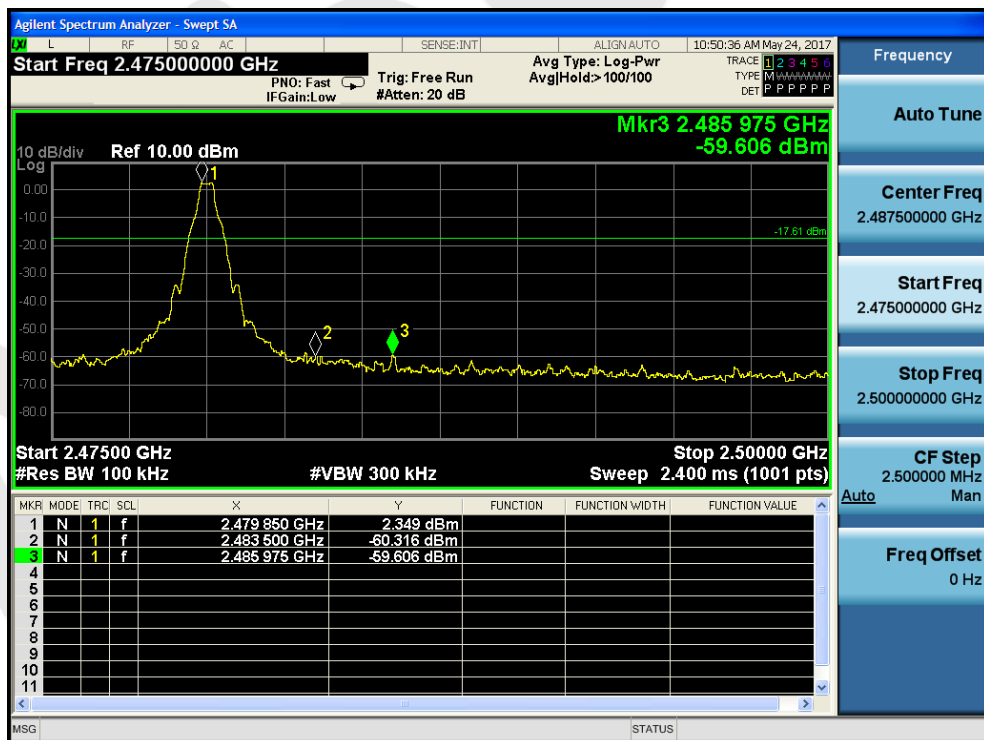 Agilent Spectrum Analyzer - Swept SA
LXI L RF 50 Ω AC SENSE:INT ALIGN AUTO 10:50:36 AM May 24, 2017
Start Freq 2.475000000 GHz
PNO: Fast
IFGain:Low
Trig: Free Run
#Atten: 20 dB
Avg Type: Log-Pwr
Avg|Hold:>100/100
TRACE 1 2 3 4 5 6
TYPE M WWWWW
DET P P P P P P
Mkr3 2.485 975 GHz
-59.606 dBm
10 dB/div Ref 10.00 dBm
Log
1
0.00
-10.0
-17.61 dBm
-20.0
-30.0
-40.0
-50.0
2
3
-60.0
-70.0
-80.0
Start 2.47500 GHz Stop 2.50000 GHz
#Res BW 100 kHz #VBW 300 kHz Sweep 2.400 ms (1001 pts)
MKR MODE TRC SCL X Y FUNCTION FUNCTION WIDTH FUNCTION VALUE
1 N 1 f 2.479 850 GHz 2.349 dBm
2 N 1 f 2.483 500 GHz -60.316 dBm
3 N 1 f 2.485 975 GHz -59.606 dBm
4
5
6
7
8
9
10
11
MSG STATUS
Frequency
Auto Tune
Center Freq
2.487500000 GHz
Start Freq
2.475000000 GHz
Stop Freq
2.500000000 GHz
CF Step
2.500000 MHz
Auto Man
Freq Offset
0 Hz